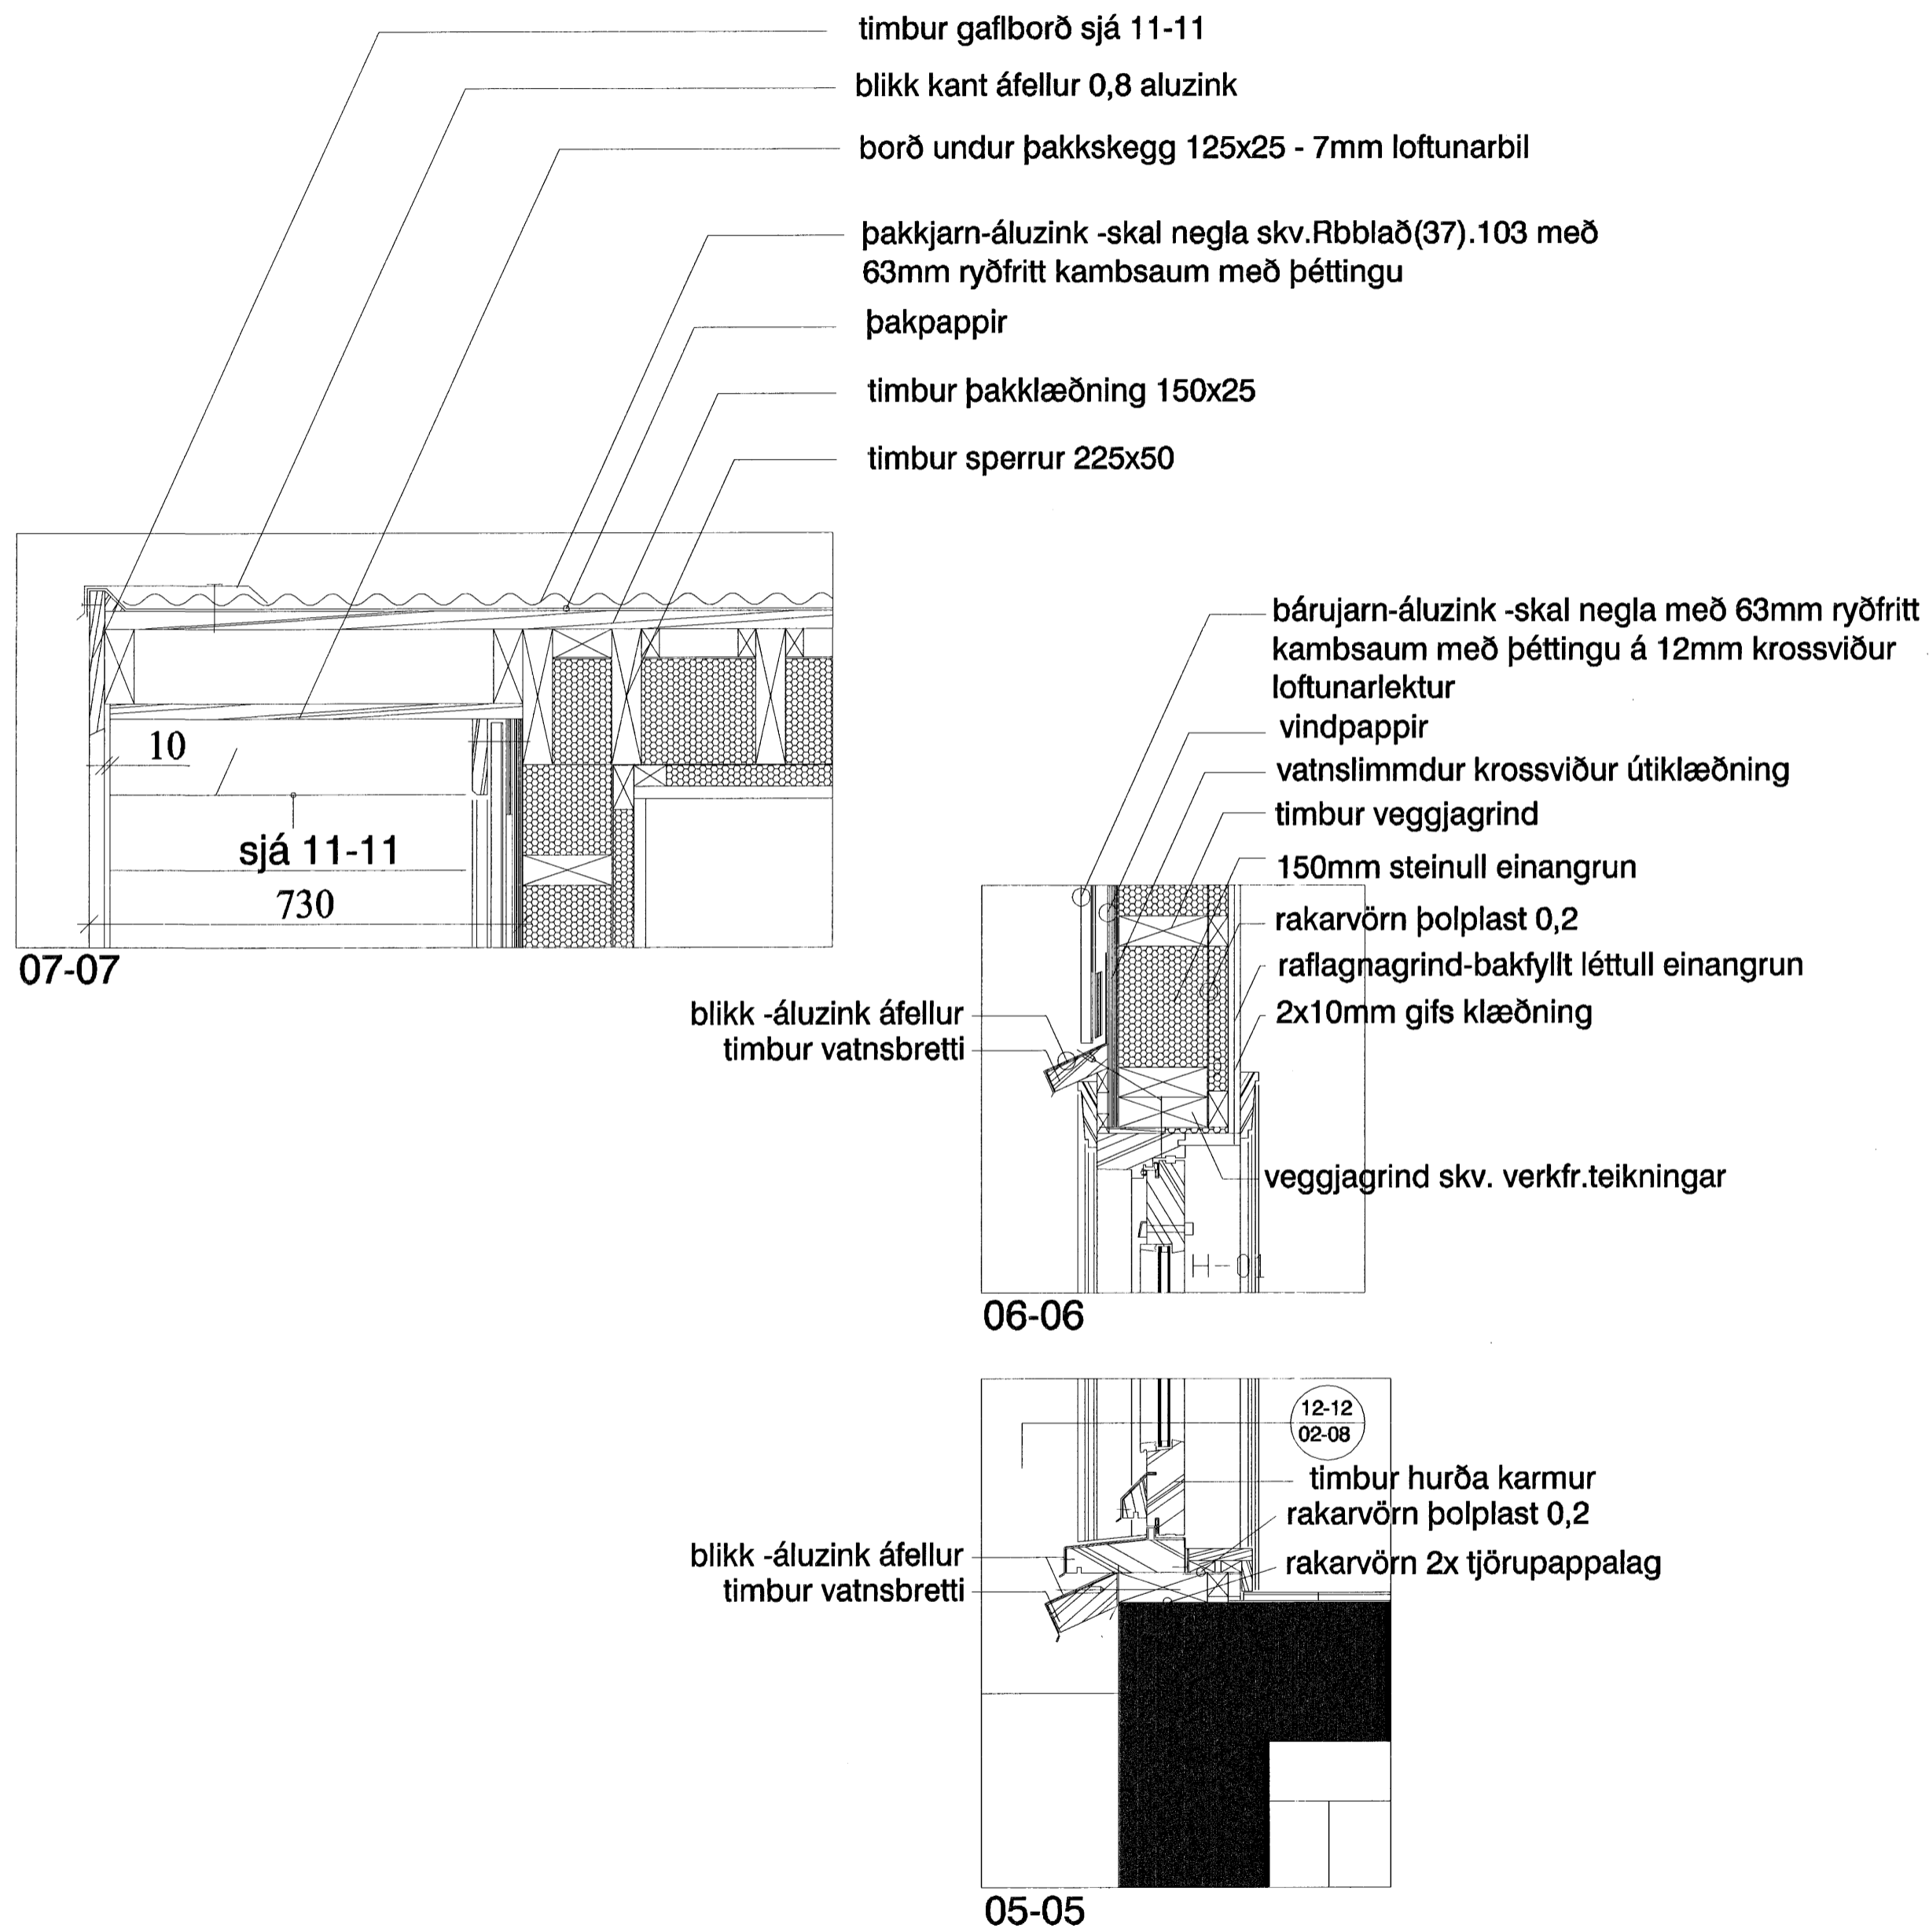 timbur gaflborð sjá 11-11
blikk kant áfellur 0,8 aluzink
borð undur þakkskegg 125x25 - 7mm loftunarbil
þakkjarn-áluzink -skal negla skv.Rbblað(37).103 með
63mm ryðfritt kambsaum með þéttingu
þakpappir
timbur þakklæðning 150x25
timbur sperrur 225x50
10
sjá 11-11
730
07-07
bárujarn-áluzink -skal negla með 63mm ryðfritt
kambsaum með þéttingu á 12mm krossviður
loftunarlektur
vindpappir
vatnslimmdur krossviður útiklæðning
timbur veggjagrind
150mm steinull einangrun
rakarvörn þolplast 0,2
raflagnagrind-bakfyllt léttull einangrun
2x10mm gifs klæðning
blikk -áluzink áfellur
timbur vatnsbretti
veggjagrind skv. verkfr.teikningar
H-01
06-06
12-12
02-08
timbur hurða karmur
rakarvörn þolplast 0,2
rakarvörn 2x tjörupappalag
blikk -áluzink áfellur
timbur vatnsbretti
05-05